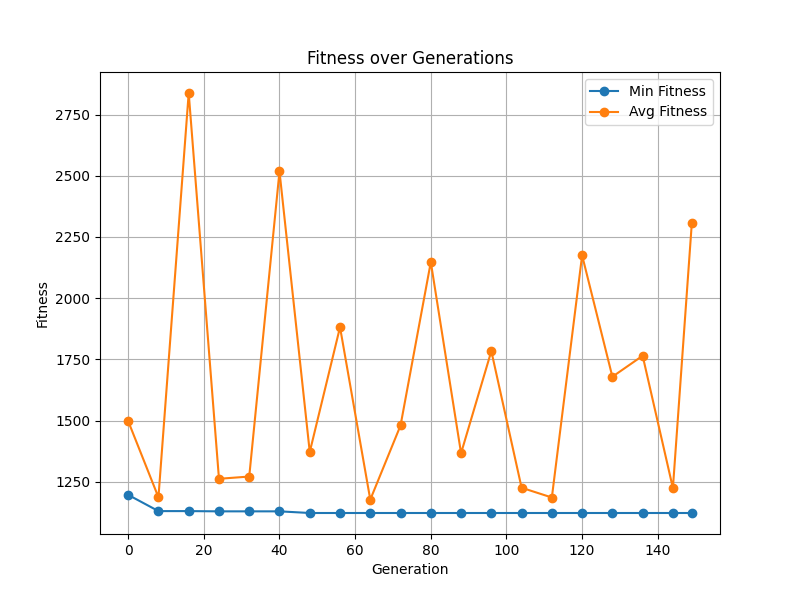 Fitness over Generations
Min Fitness
Avg Fitness
2750
2500
2250
2000
1750
1500
1250
Fitness
0 20 40 60 80 100 120 140
Generation